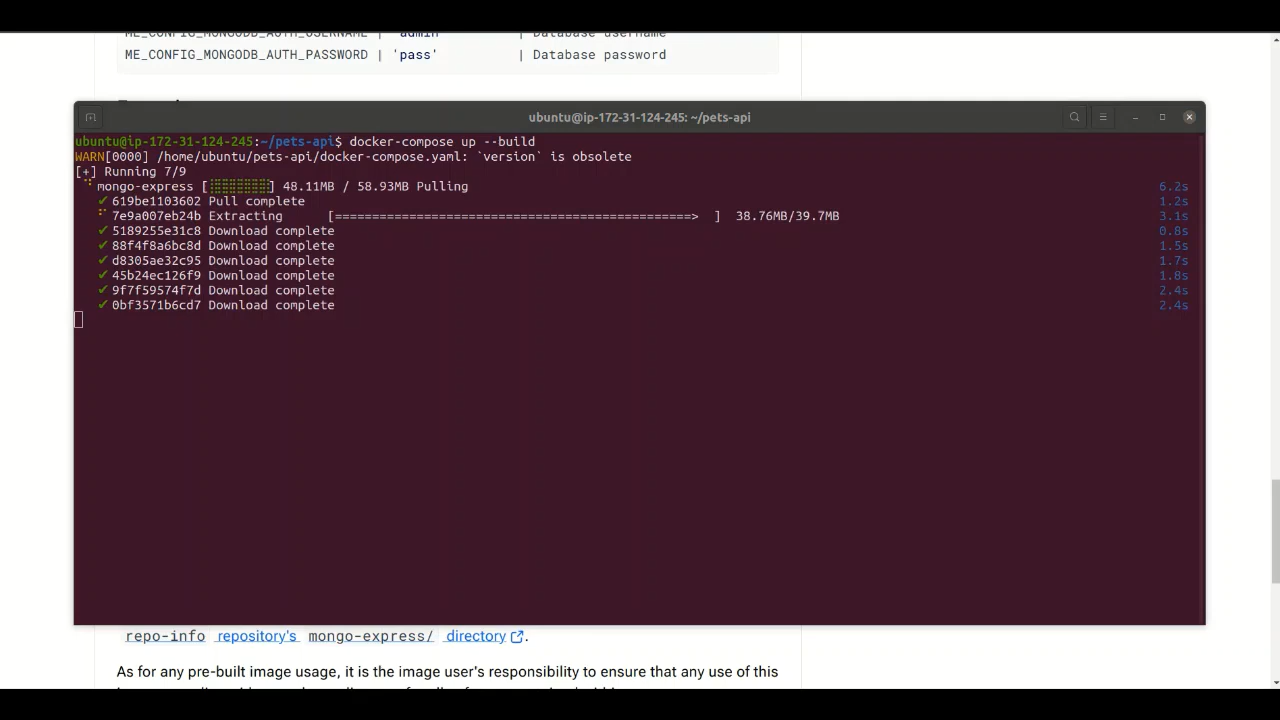 ME_CONFIG_MONGODB_AUTH_USERNAME | 'admin' | Database username
ME_CONFIG_MONGODB_AUTH_PASSWORD | 'pass' | Database password
ubuntu@ip-172-31-124-245: ~/pets-api
ubuntu@ip-172-31-124-245:~/pets-api$ docker-compose up --build
WARN[0000] /home/ubuntu/pets-api/docker-compose.yaml: `version` is obsolete
[+] Running 7/9
⠋ mongo-express [⣿⣿⣿⣿⣿⣿⣿⣿] 48.11MB / 58.93MB Pulling 6.2s
✔ 619be1103602 Pull complete 1.2s
⠋ 7e9a007eb24b Extracting [================================================> ] 38.76MB/39.7MB 3.1s
✔ 5189255e31c8 Download complete 0.8s
✔ 88f4f8a6bc8d Download complete 1.5s
✔ d8305ae32c95 Download complete 1.7s
✔ 45b24ec126f9 Download complete 1.8s
✔ 9f7f59574f7d Download complete 2.4s
✔ 0bf3571b6cd7 Download complete 2.4s
repo-info repository's mongo-express/ directory.
As for any pre-built image usage, it is the image user's responsibility to ensure that any use of this